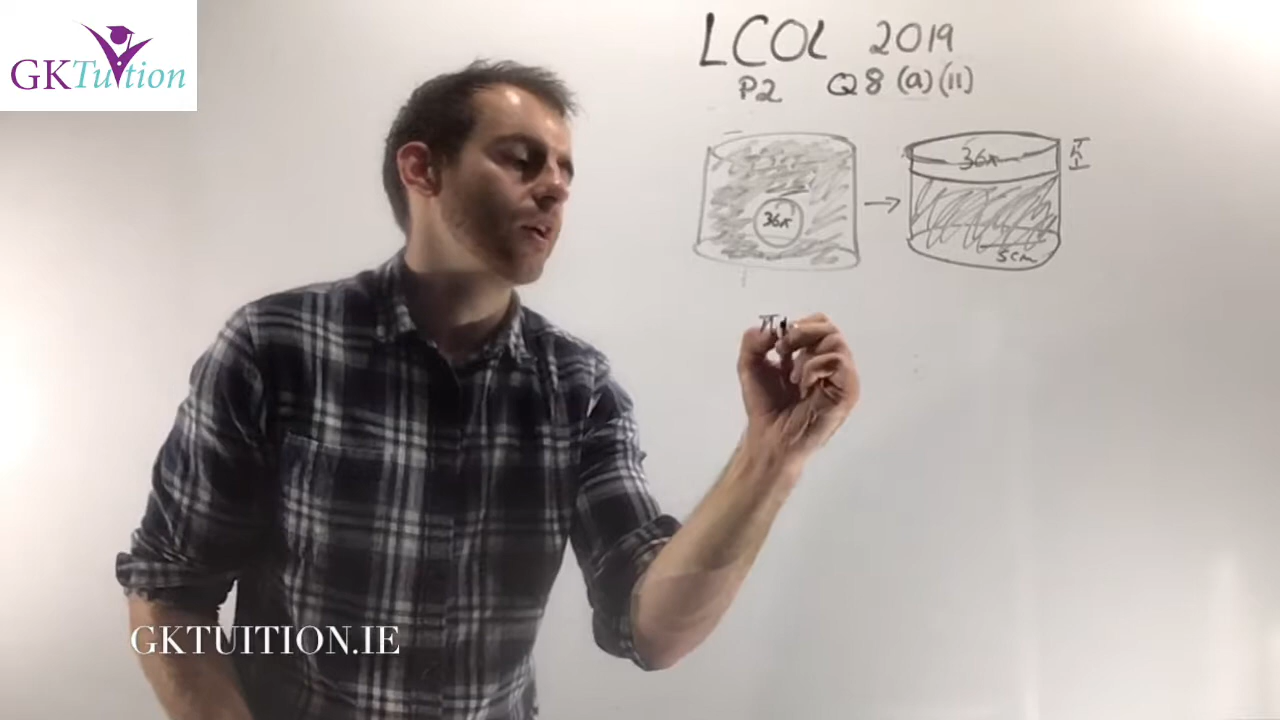 GKTuition
LCOL 2019
P2 Q8 (a)(ii)
36π
36π
h
5cm
π
GKTUITION.IE